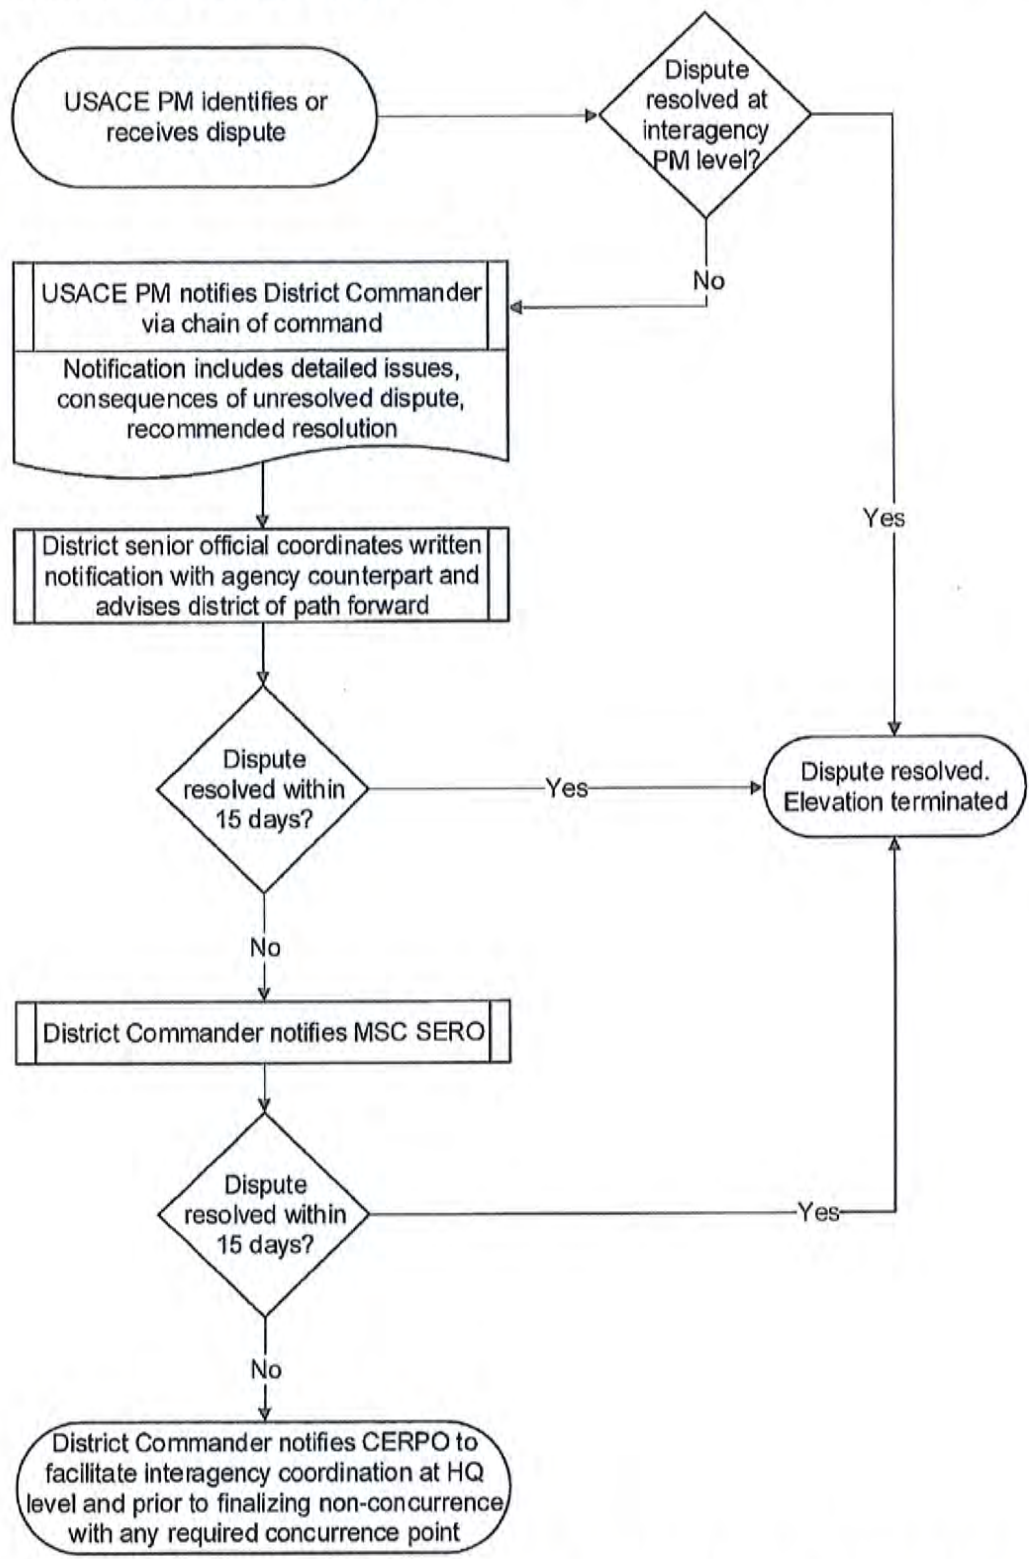 USACE PM identifies or
receives dispute
Dispute
resolved at
interagency
PM level?
No
Yes
USACE PM notifies District Commander
via chain of command
Notification includes detailed issues,
consequences of unresolved dispute,
recommended resolution
District senior official coordinates written
notification with agency counterpart and
advises district of path forward
Dispute
resolved within
15 days?
Yes
Dispute resolved.
Elevation terminated
No
District Commander notifies MSC SERO
Dispute
resolved within
15 days?
Yes
No
District Commander notifies CERPO to
facilitate interagency coordination at HQ
level and prior to finalizing non-concurrence
with any required concurrence point